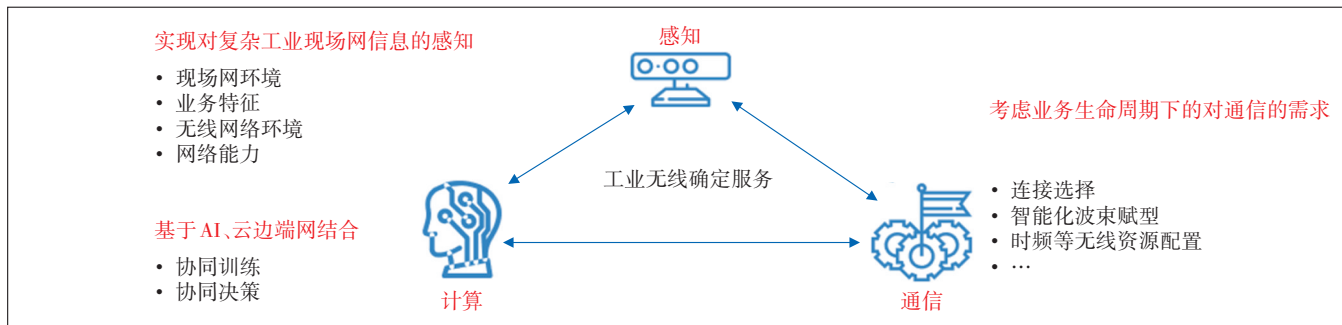 实现对复杂工业现场网信息的感知
• 现场网环境
• 业务特征
• 无线网络环境
• 网络能力
感知
考虑业务生命周期下的对通信的需求
工业无线确定服务
• 连接选择
• 智能化波束赋型
• 时频等无线资源配置
• …
基于AI、云边端网结合
• 协同训练
• 协同决策
计算
通信